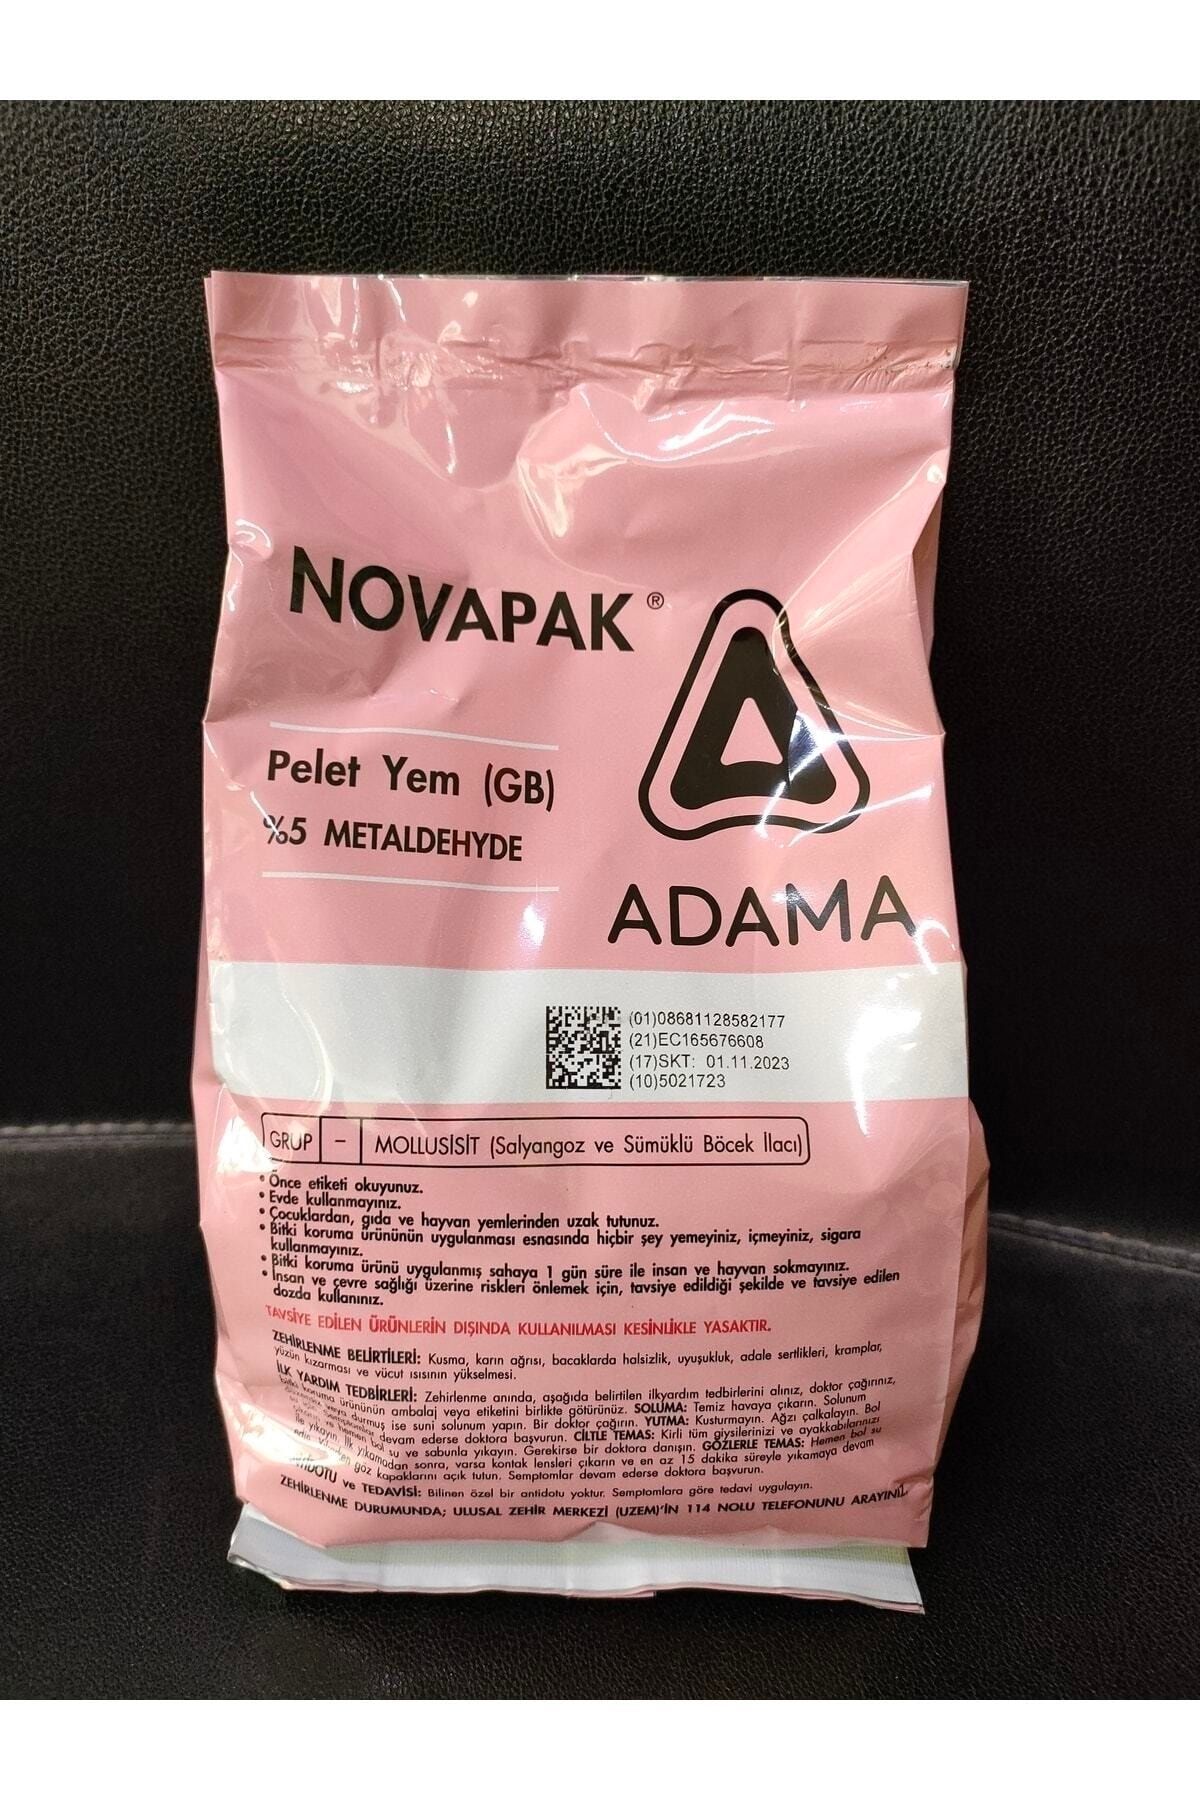 NOVAPAK ®
Pelet Yem (GB)
%5 METALDEHYDE
ADAMA
(01)08681128582177
(21)EC165676608
(17)SKT: 01.11.2023
(10)5021723
GRUP – MOLLUSİSİT (Salyangoz ve Sümüklü Böcek İlacı)
• Önce etiketi okuyunuz.
• Evde kullanmayınız.
• Çocuklardan, gıda ve hayvan yemlerinden uzak tutunuz.
• Bitki koruma ürününün uygulanması esnasında hiçbir şey yemeyiniz, içmeyiniz, sigara
kullanmayınız.
• Bitki koruma ürünü uygulanmış sahaya 1 gün süre ile insan ve hayvan sokmayınız.
• İnsan ve çevre sağlığı üzerine riskleri önlemek için, tavsiye edildiği şekilde ve tavsiye edilen
dozda kullanınız.
TAVSİYE EDİLEN ÜRÜNLERİN DIŞINDA KULLANILMASI KESİNLİKLE YASAKTIR.
ZEHİRLENME BELİRTİLERİ: Kusma, karın ağrısı, bacaklarda halsizlik, uyuşukluk, adale sertlikleri, kramplar,
yüzün kızarması ve vücut ısısının yükselmesi.
İLK YARDIM TEDBİRLERİ: Zehirlenme anında, aşağıda belirtilen ilkyardım tedbirlerini alınız, doktor çağırınız,
bitki koruma ürününün ambalaj veya etiketini birlikte götürünüz. SOLUMA: Temiz havaya çıkarın. Solunum
veya durmuş ise suni solunum yapın. Bir doktor çağırın. YUTMA: Kusturmayın. Ağzı çalkalayın. Bol
devam ederse doktora başvurun. CİLTLE TEMAS: Kirli tüm giysilerinizi ve ayakkabılarınızı
hemen bol su ve sabunla yıkayın. Gerekirse bir doktora danışın. GÖZLERLE TEMAS: Hemen bol su
ile yıkayın, ilk yıkamadan sonra, varsa kontak lensleri çıkarın ve en az 15 dakika süreyle yıkamaya devam
göz kapaklarını açık tutun. Semptomlar devam ederse doktora başvurun.
ve TEDAVİSİ: Bilinen özel bir antidotu yoktur. Semptomlara göre tedavi uygulayın.
ZEHİRLENME DURUMUNDA; ULUSAL ZEHİR MERKEZİ (UZEM)'İN 114 NOLU TELEFONUNU ARAYINIZ.